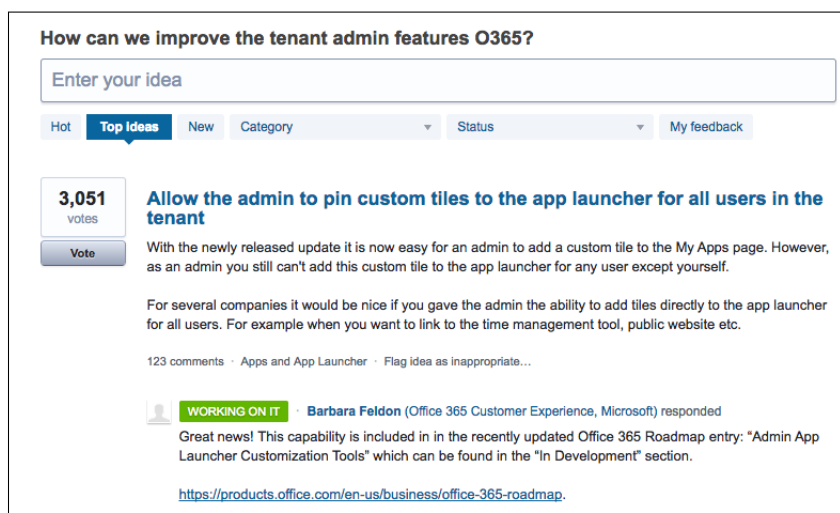 How can we improve the tenant admin features O365?
Enter your idea
Hot Top Ideas New Category Status My feedback
3,051
votes
Vote
Allow the admin to pin custom tiles to the app launcher for all users in the
tenant
With the newly released update it is now easy for an admin to add a custom tile to the My Apps page. However,
as an admin you still can't add this custom tile to the app launcher for any user except yourself.
For several companies it would be nice if you gave the admin the ability to add tiles directly to the app launcher
for all users. For example when you want to link to the time management tool, public website etc.
123 comments · Apps and App Launcher · Flag idea as inappropriate…
WORKING ON IT · Barbara Feldon (Office 365 Customer Experience, Microsoft) responded
Great news! This capability is included in in the recently updated Office 365 Roadmap entry: “Admin App
Launcher Customization Tools” which can be found in the “In Development” section.
https://products.office.com/en-us/business/office-365-roadmap.